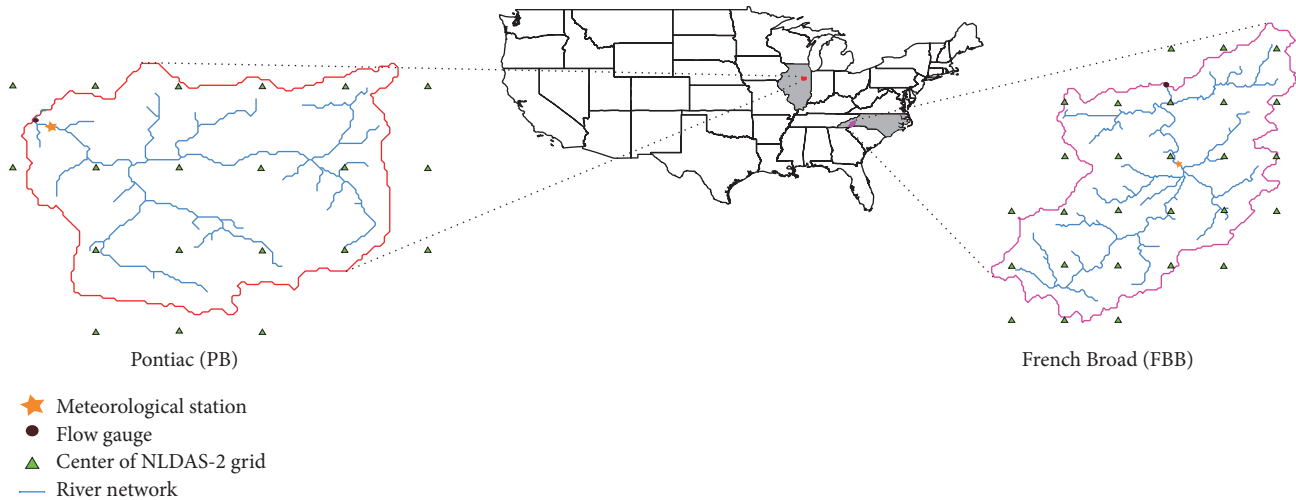 Pontiac (PB)
French Broad (FBB)
Meteorological station
Flow gauge
Center of NLDAS-2 grid
River network